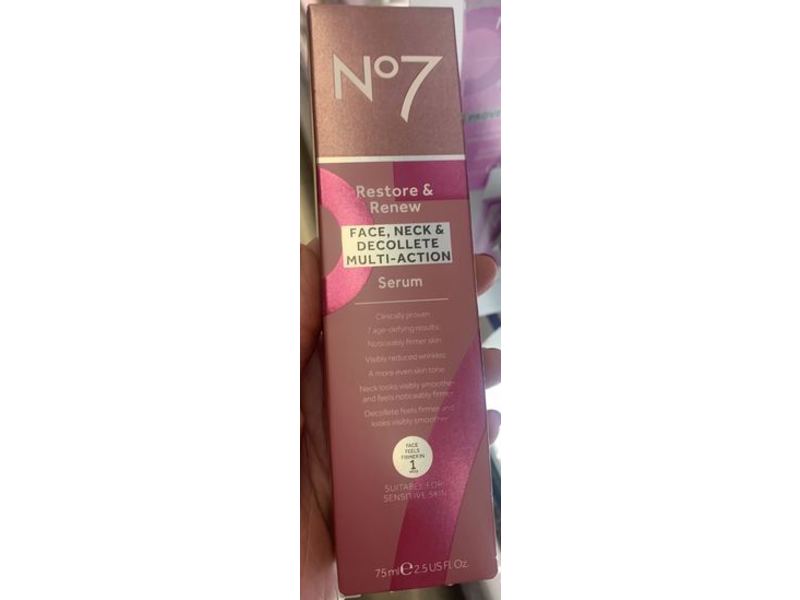 No7
PROVE
Restore &
Renew
FACE, NECK &
DECOLLETE
MULTI-ACTION
Serum
Clinically proven
7 age-defying results:
Noticeably firmer skin
Visibly reduced wrinkles
A more even skin tone
Neck looks visibly smoother
and feels noticeably firmer
Decollete feels firmer and
looks visibly smoother
FACE
FEELS
FIRMER IN
1
SUITABLE FOR
SENSITIVE SKIN
75ml e 2.5 US Fl. Oz.